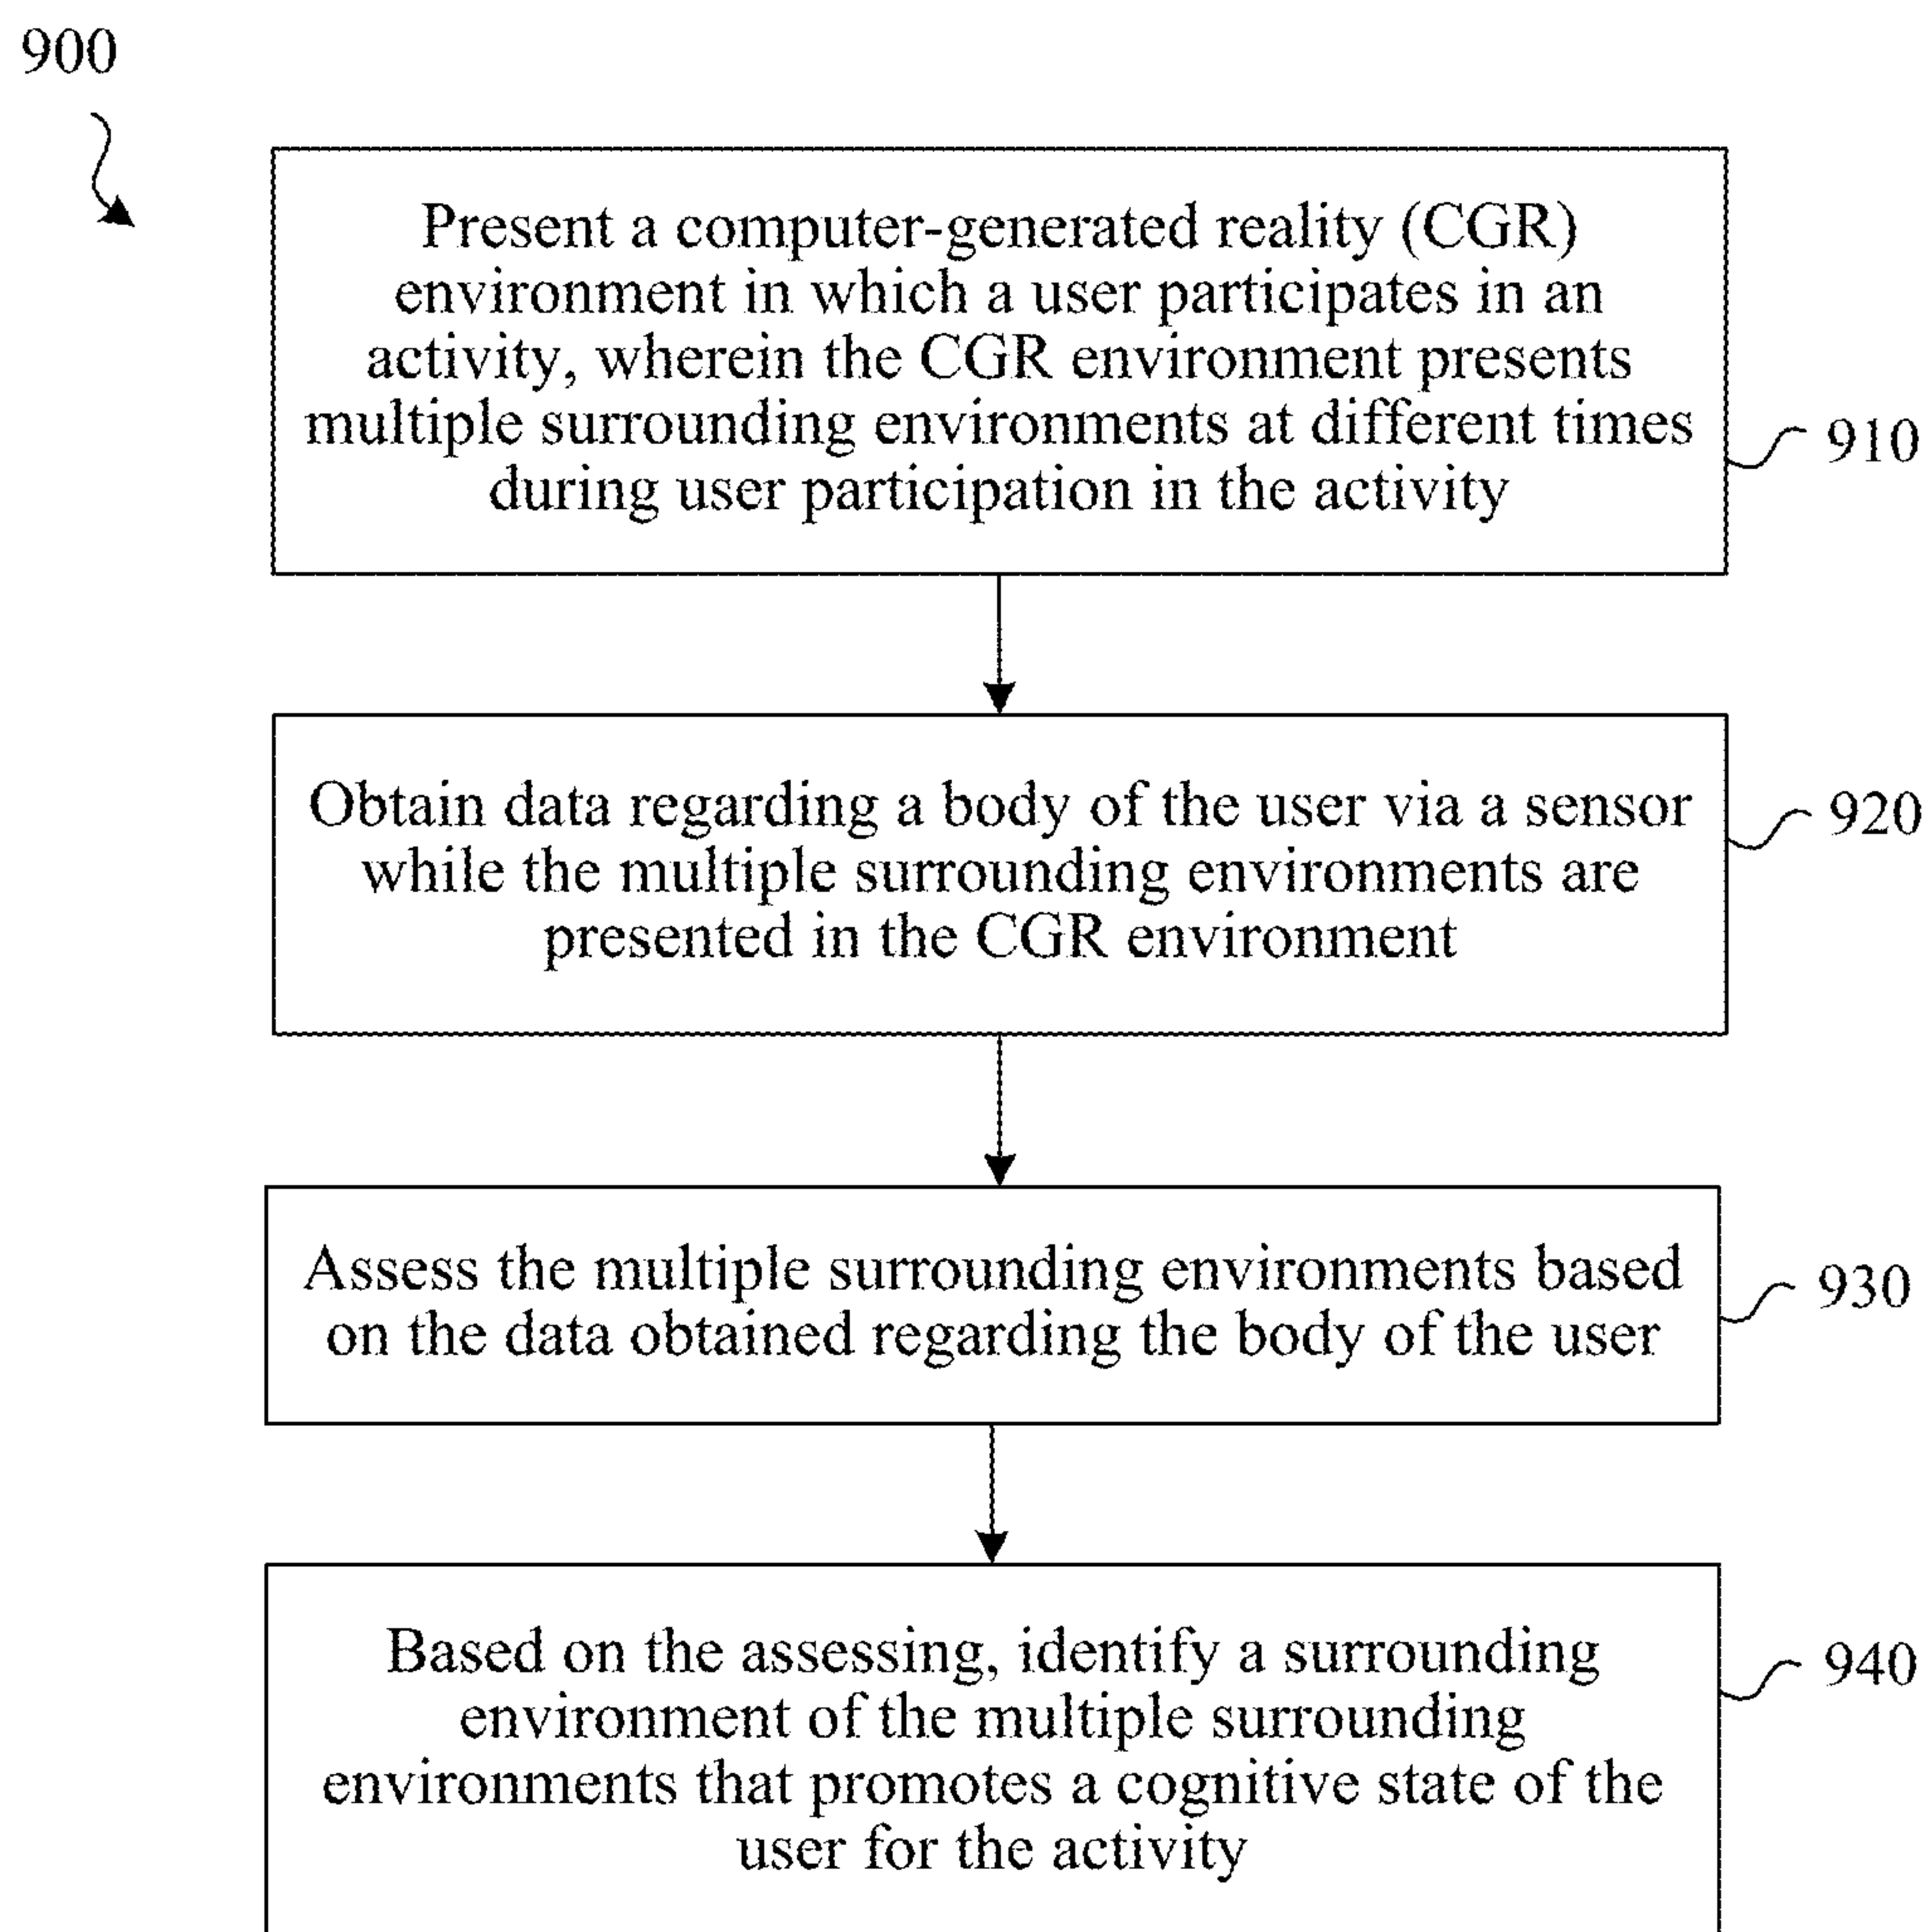 900
Present a computer-generated reality (CGR)
environment in which a user participates in an
activity, wherein the CGR environment presents
multiple surrounding environments at different times
during user participation in the activity
910
Obtain data regarding a body of the user via a sensor
while the multiple surrounding environments are
presented in the CGR environment
920
Assess the multiple surrounding environments based
on the data obtained regarding the body of the user
930
Based on the assessing, identify a surrounding
environment of the multiple surrounding
environments that promotes a cognitive state of the
user for the activity
940